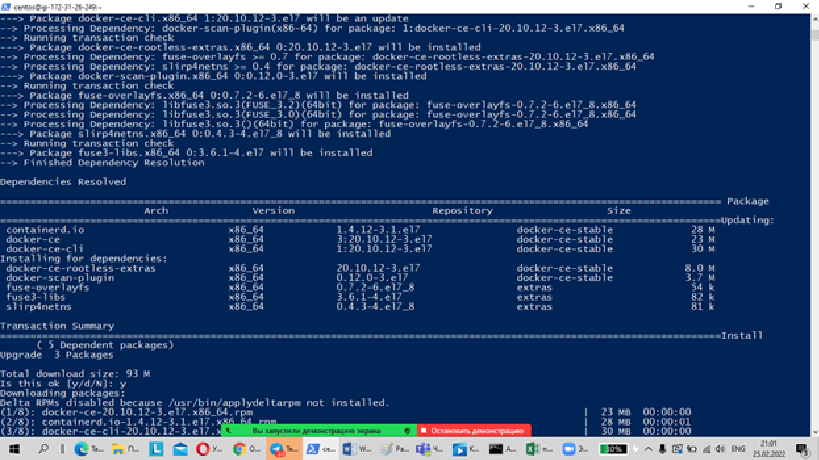 centos@ip-172-31-26-249:~
---> Package docker-ce-cli.x86_64 1:20.10.12-3.el7 will be an update
--> Processing Dependency: docker-scan-plugin(x86-64) for package: 1:docker-ce-cli-20.10.12-3.el7.x86_64
--> Running transaction check
---> Package docker-ce-rootless-extras.x86_64 0:20.10.12-3.el7 will be installed
--> Processing Dependency: fuse-overlayfs >= 0.7 for package: docker-ce-rootless-extras-20.10.12-3.el7.x86_64
--> Processing Dependency: slirp4netns >= 0.4 for package: docker-ce-rootless-extras-20.10.12-3.el7.x86_64
---> Package docker-scan-plugin.x86_64 0:0.12.0-3.el7 will be installed
--> Running transaction check
---> Package fuse-overlayfs.x86_64 0:0.7.2-6.el7_8 will be installed
--> Processing Dependency: libfuse3.so.3(FUSE_3.2)(64bit) for package: fuse-overlayfs-0.7.2-6.el7_8.x86_64
--> Processing Dependency: libfuse3.so.3(FUSE_3.0)(64bit) for package: fuse-overlayfs-0.7.2-6.el7_8.x86_64
--> Processing Dependency: libfuse3.so.3()(64bit) for package: fuse-overlayfs-0.7.2-6.el7_8.x86_64
---> Package slirp4netns.x86_64 0:0.4.3-4.el7_8 will be installed
--> Running transaction check
---> Package fuse3-libs.x86_64 0:3.6.1-4.el7 will be installed
--> Finished Dependency Resolution
Dependencies Resolved
Package
Arch Version Repository Size
Updating:
containerd.io x86_64 1.4.12-3.1.el7 docker-ce-stable 28 M
docker-ce x86_64 3:20.10.12-3.el7 docker-ce-stable 23 M
docker-ce-cli x86_64 1:20.10.12-3.el7 docker-ce-stable 30 M
Installing for dependencies:
docker-ce-rootless-extras x86_64 20.10.12-3.el7 docker-ce-stable 8.0 M
docker-scan-plugin x86_64 0.12.0-3.el7 docker-ce-stable 3.7 M
fuse-overlayfs x86_64 0.7.2-6.el7_8 extras 54 k
fuse3-libs x86_64 3.6.1-4.el7 extras 82 k
slirp4netns x86_64 0.4.3-4.el7_8 extras 81 k
Transaction Summary
Install
( 5 Dependent packages)
Upgrade 3 Packages
Total download size: 93 M
Is this ok [y/d/N]: y
Downloading packages:
Delta RPMs disabled because /usr/bin/applydeltarpm not installed.
(1/8): docker-ce-20.10.12-3.el7.x86_64.rpm | 23 MB 00:00:00
(2/8): containerd.io-1.4.12-3.1.el7.x86_64.rpm | 28 MB 00:00:01
(3/8): docker-ce-cli-20.10.12-3.el7.x | 30 MB 00:00:00
Вы запустили демонстрацию экрана Остановить демонстрацию
30% ENG 21:01
25.02.2022